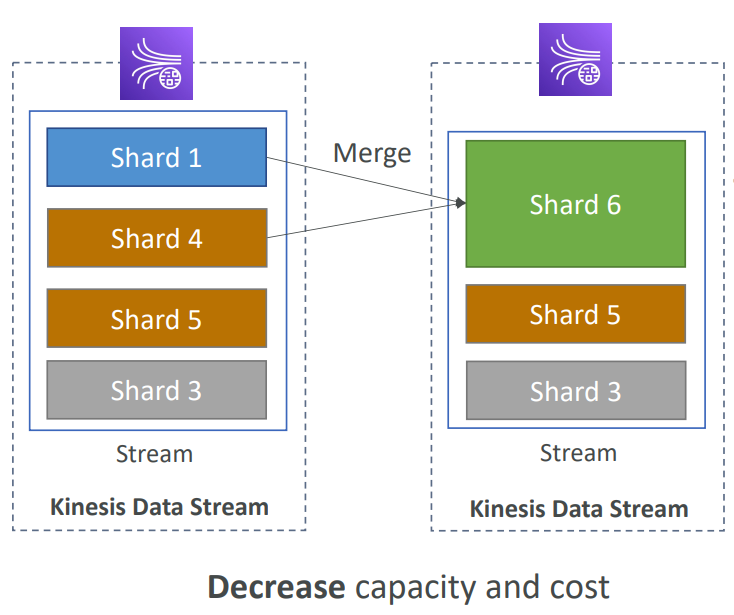 Shard 1
Shard 4
Shard 5
Shard 3
Stream
Kinesis Data Stream
Merge
Shard 6
Shard 5
Shard 3
Stream
Kinesis Data Stream
Decrease capacity and cost